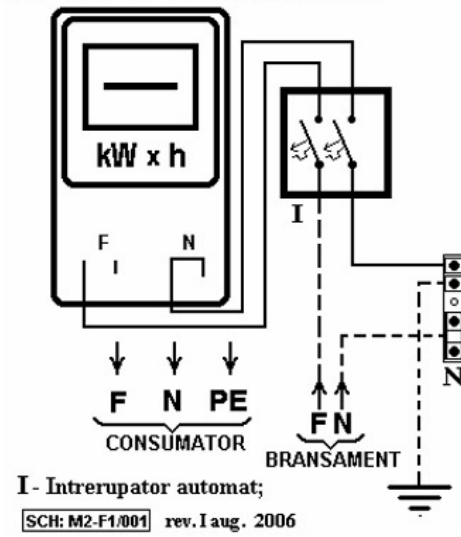 kW x h
F N
I
N
F N PE
CONSUMATOR
F N
BRANSAMENT
I - Intrerupator automat;
SCH: M2-F1/001 rev. I aug. 2006